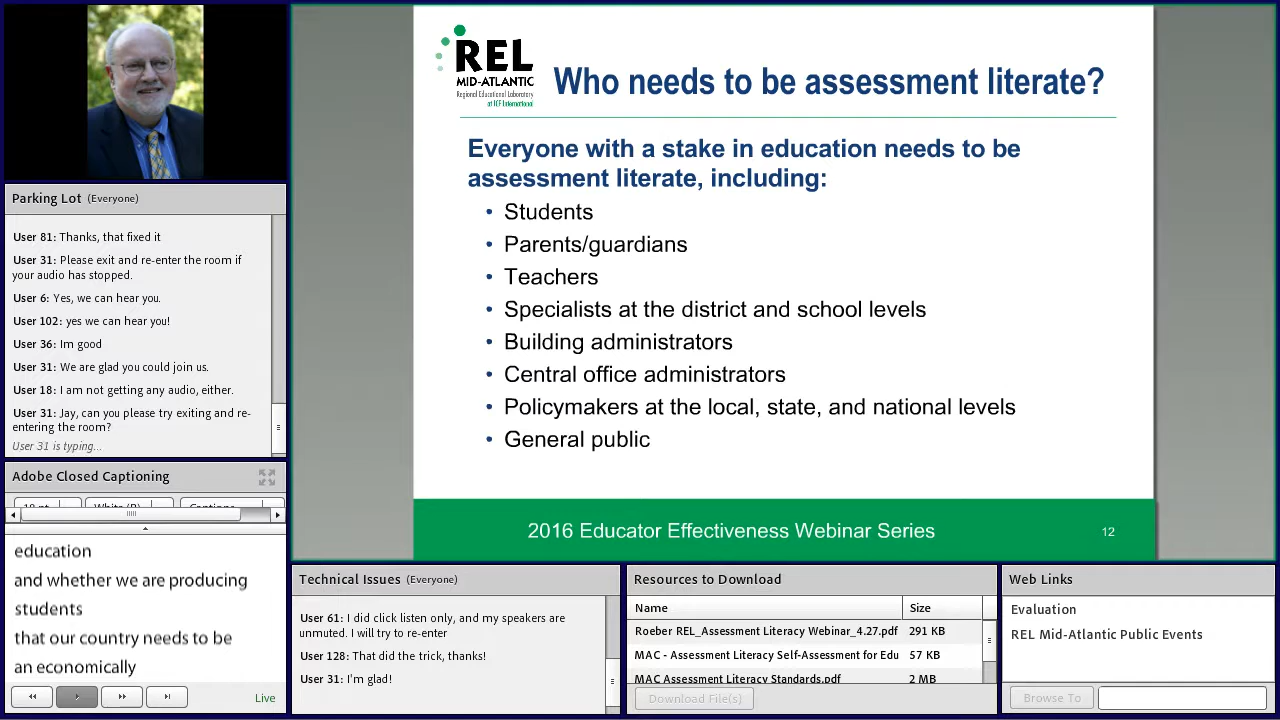 REL
MID-ATLANTIC
Regional Educational Laboratory
at ICF International
Who needs to be assessment literate?
Everyone with a stake in education needs to be
assessment literate, including:
• Students
• Parents/guardians
• Teachers
• Specialists at the district and school levels
• Building administrators
• Central office administrators
• Policymakers at the local, state, and national levels
• General public
2016 Educator Effectiveness Webinar Series
12
Parking Lot (Everyone)
User 81: Thanks, that fixed it
User 31: Please exit and re-enter the room if
your audio has stopped.
User 6: Yes, we can hear you.
User 102: yes we can hear you!
User 36: Im good
User 31: We are glad you could join us.
User 18: I am not getting any audio, either.
User 31: Jay, can you please try exiting and re-
entering the room?
User 31 is typing...
Adobe Closed Captioning
education
and whether we are producing
students
that our country needs to be
an economically
Live
Technical Issues (Everyone)
User 61: I did click listen only, and my speakers are
unmuted. I will try to re-enter
User 128: That did the trick, thanks!
User 31: I'm glad!
Resources to Download
Name Size
Roeber REL_Assessment Literacy Webinar_4.27.pdf 291 KB
MAC - Assessment Literacy Self-Assessment for Edu 57 KB
MAC Assessment Literacy Standards.pdf 2 MB
Download File(s)
Web Links
Evaluation
REL Mid-Atlantic Public Events
Browse To